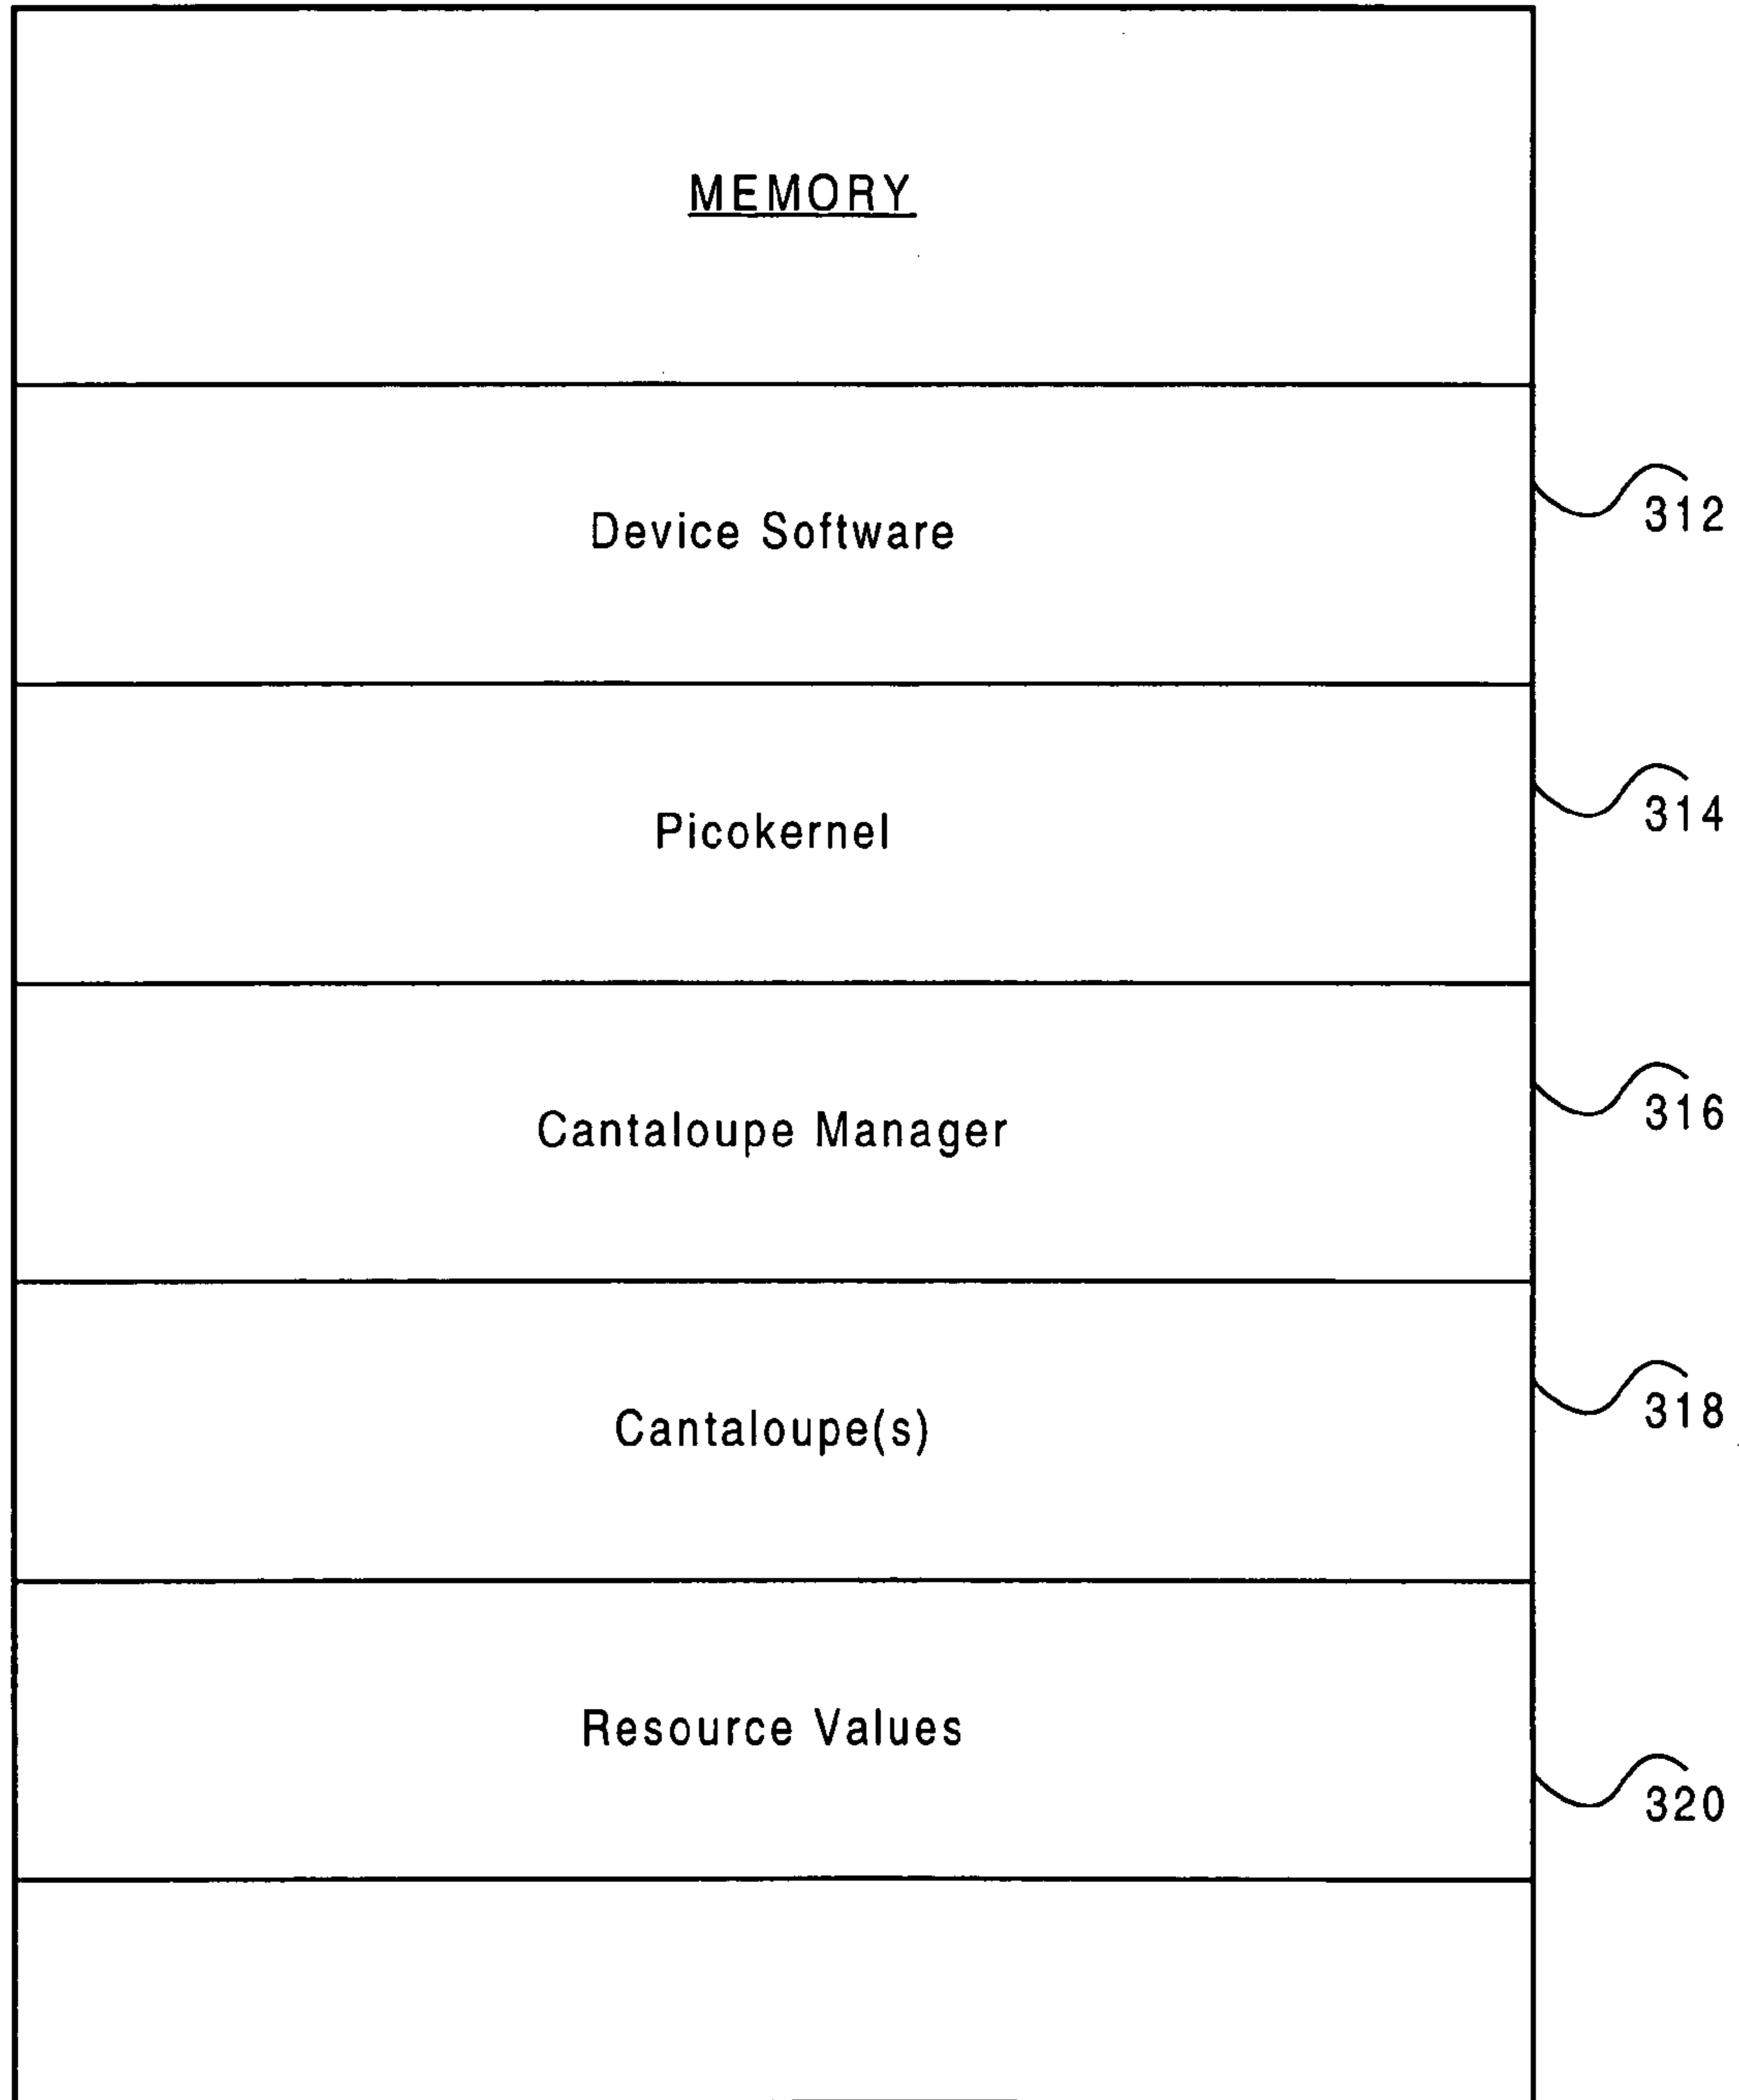 MEMORY
Device Software
312
Picokernel
314
Cantaloupe Manager
316
Cantaloupe(s)
318
Resource Values
320